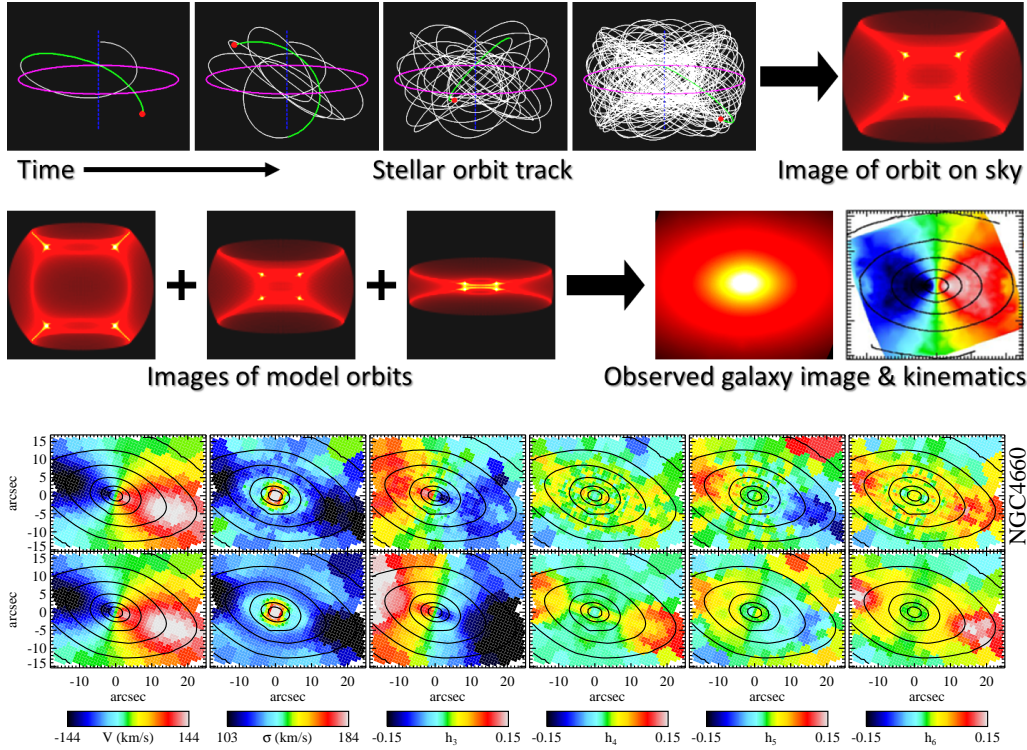 Time
Stellar orbit track
Image of orbit on sky
+
+
Images of model orbits
Observed galaxy image & kinematics
NGC4660
arcsec
15
10
5
0
-5
-10
-15
arcsec
15
10
5
0
-5
-10
-15
-10 0 10 20
-10 0 10 20
-10 0 10 20
-10 0 10 20
-10 0 10 20
-10 0 10 20
arcsec
arcsec
arcsec
arcsec
arcsec
arcsec
-144 V (km/s) 144
103 σ (km/s) 184
-0.15 h3 0.15
-0.15 h4 0.15
-0.15 h5 0.15
-0.15 h6 0.15